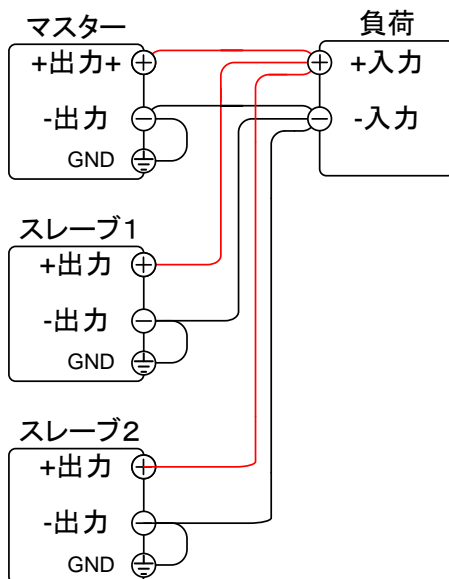 マスター
+出力+
-出力
GND
負荷
+入力
-入力
スレーブ1
+出力
-出力
GND
スレーブ2
+出力
-出力
GND